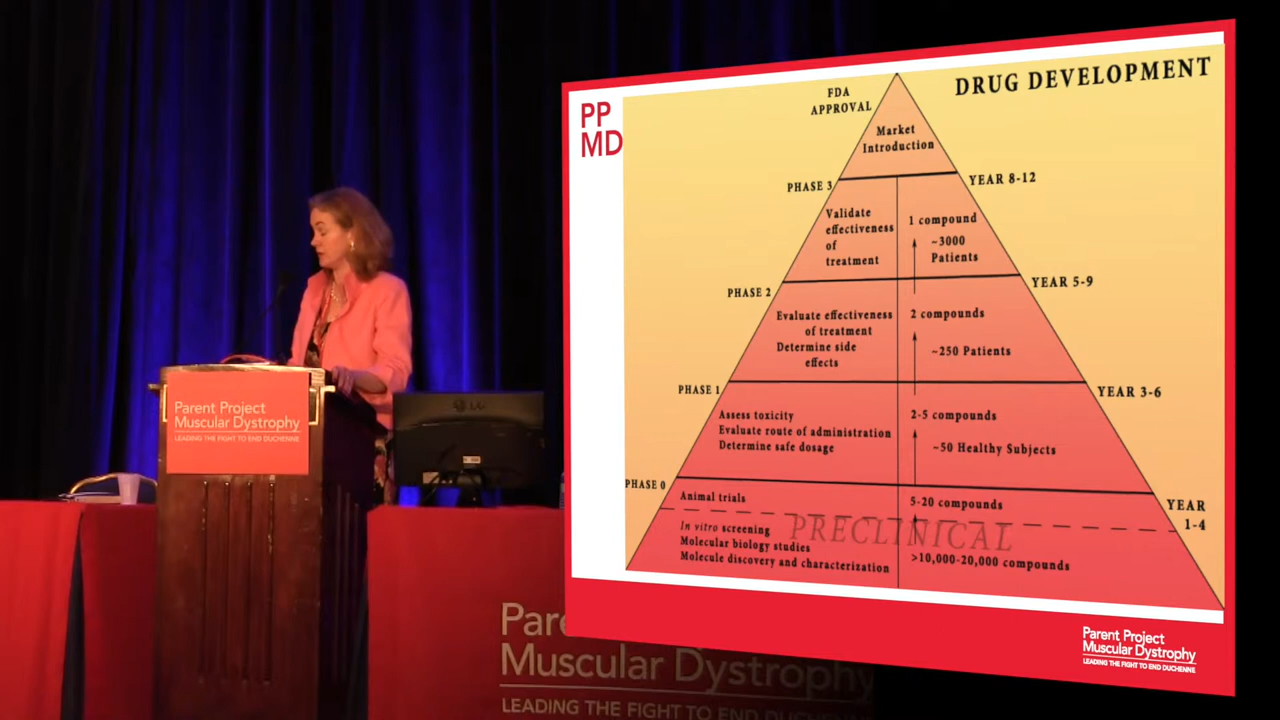 PP
MD
DRUG DEVELOPMENT
FDA
APPROVAL
Market
Introduction
PHASE 3
YEAR 8-12
Validate
effectiveness
of
treatment
1 compound
~3000
Patients
PHASE 2
YEAR 5-9
Evaluate effectiveness
of treatment
Determine side
effects
2 compounds
~250 Patients
PHASE 1
YEAR 3-6
Assess toxicity
Evaluate route of administration
Determine safe dosage
2-5 compounds
~50 Healthy Subjects
PHASE 0
YEAR
1-4
Animal trials
5-20 compounds
PRECLINICAL
In vitro screening
Molecular biology studies
Molecule discovery and characterization
>10,000-20,000 compounds
Parent Project
Muscular Dystrophy
LEADING THE FIGHT TO END DUCHENNE
Parent Project
Muscular Dystrophy
LEADING THE FIGHT TO END DUCHENNE
LG
Muscular Dystrophy
LEADING THE FIGHT TO END DUCHENNE